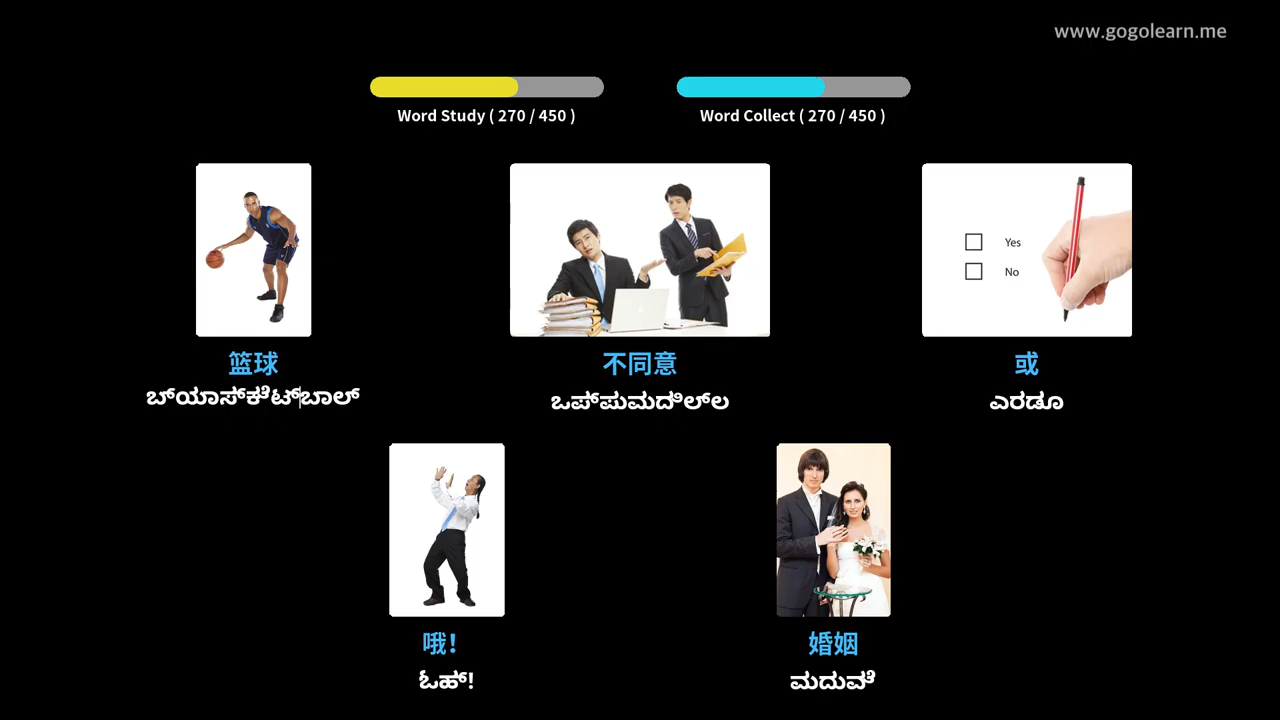 www.gogolearn.me
Word Study ( 270 / 450 )
Word Collect ( 270 / 450 )
Yes
No
篮球
不同意
或
ಬ್ಯಾಸ್ಕೆಟ್‌ಬಾಲ್
ಒಪ್ಪುಮದಿಲ್ಲ
ಎರಡೂ
哦!
婚姻
ಓಹ್!
ಮದುವೆ